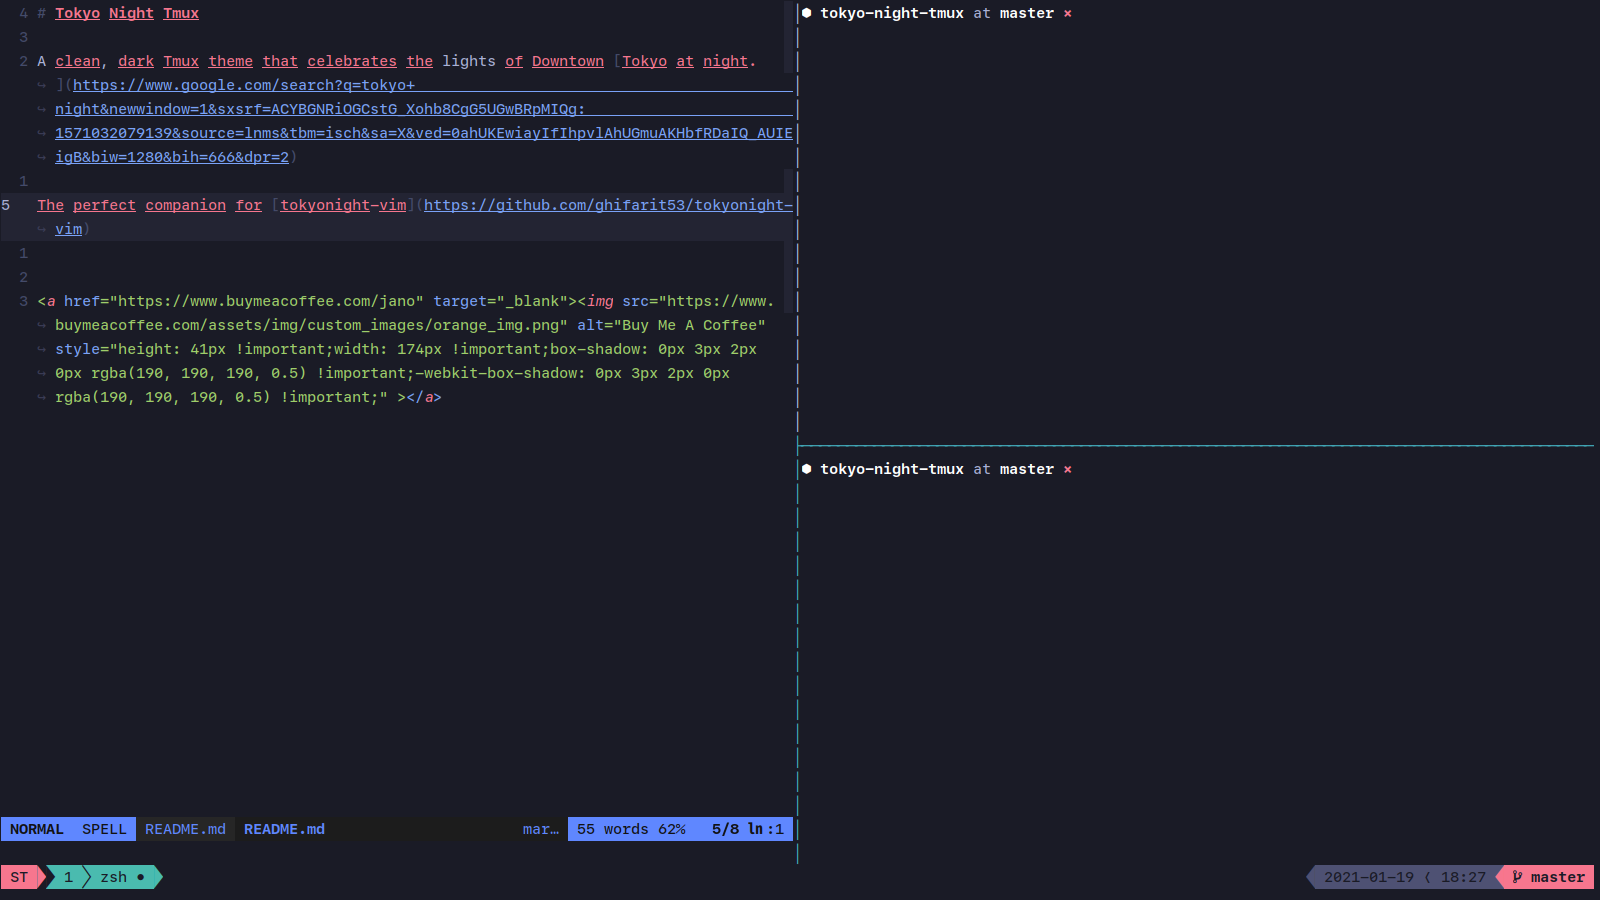 4 # Tokyo Night Tmux
3
2 A clean, dark Tmux theme that celebrates the lights of Downtown [Tokyo at night.
↪ ](https://www.google.com/search?q=tokyo+
↪ night&newwindow=1&sxsrf=ACYBGNRiOGCstG_Xohb8CgG5UGwBRpMIQg:
↪ 1571032079139&source=lnms&tbm=isch&sa=X&ved=0ahUKEwiayIfIhpvlAhUGmuAKHbfRDaIQ_AUIE
↪ igB&biw=1280&bih=666&dpr=2)
1
5 The perfect companion for [tokyonight-vim](https://github.com/ghifarit53/tokyonight-
↪ vim)
1
2
3 <a href="https://www.buymeacoffee.com/jano" target="_blank"><img src="https://www.
↪ buymeacoffee.com/assets/img/custom_images/orange_img.png" alt="Buy Me A Coffee"
↪ style="height: 41px !important;width: 174px !important;box-shadow: 0px 3px 2px
↪ 0px rgba(190, 190, 190, 0.5) !important;-webkit-box-shadow: 0px 3px 2px 0px
↪ rgba(190, 190, 190, 0.5) !important;" ></a>
NORMAL SPELL README.md README.md mar… 55 words 62% 5/8 ln:1
⬢ tokyo-night-tmux at master ×
⬢ tokyo-night-tmux at master ×
ST 1 zsh ● 2021-01-19 ⟨ 18:27 master